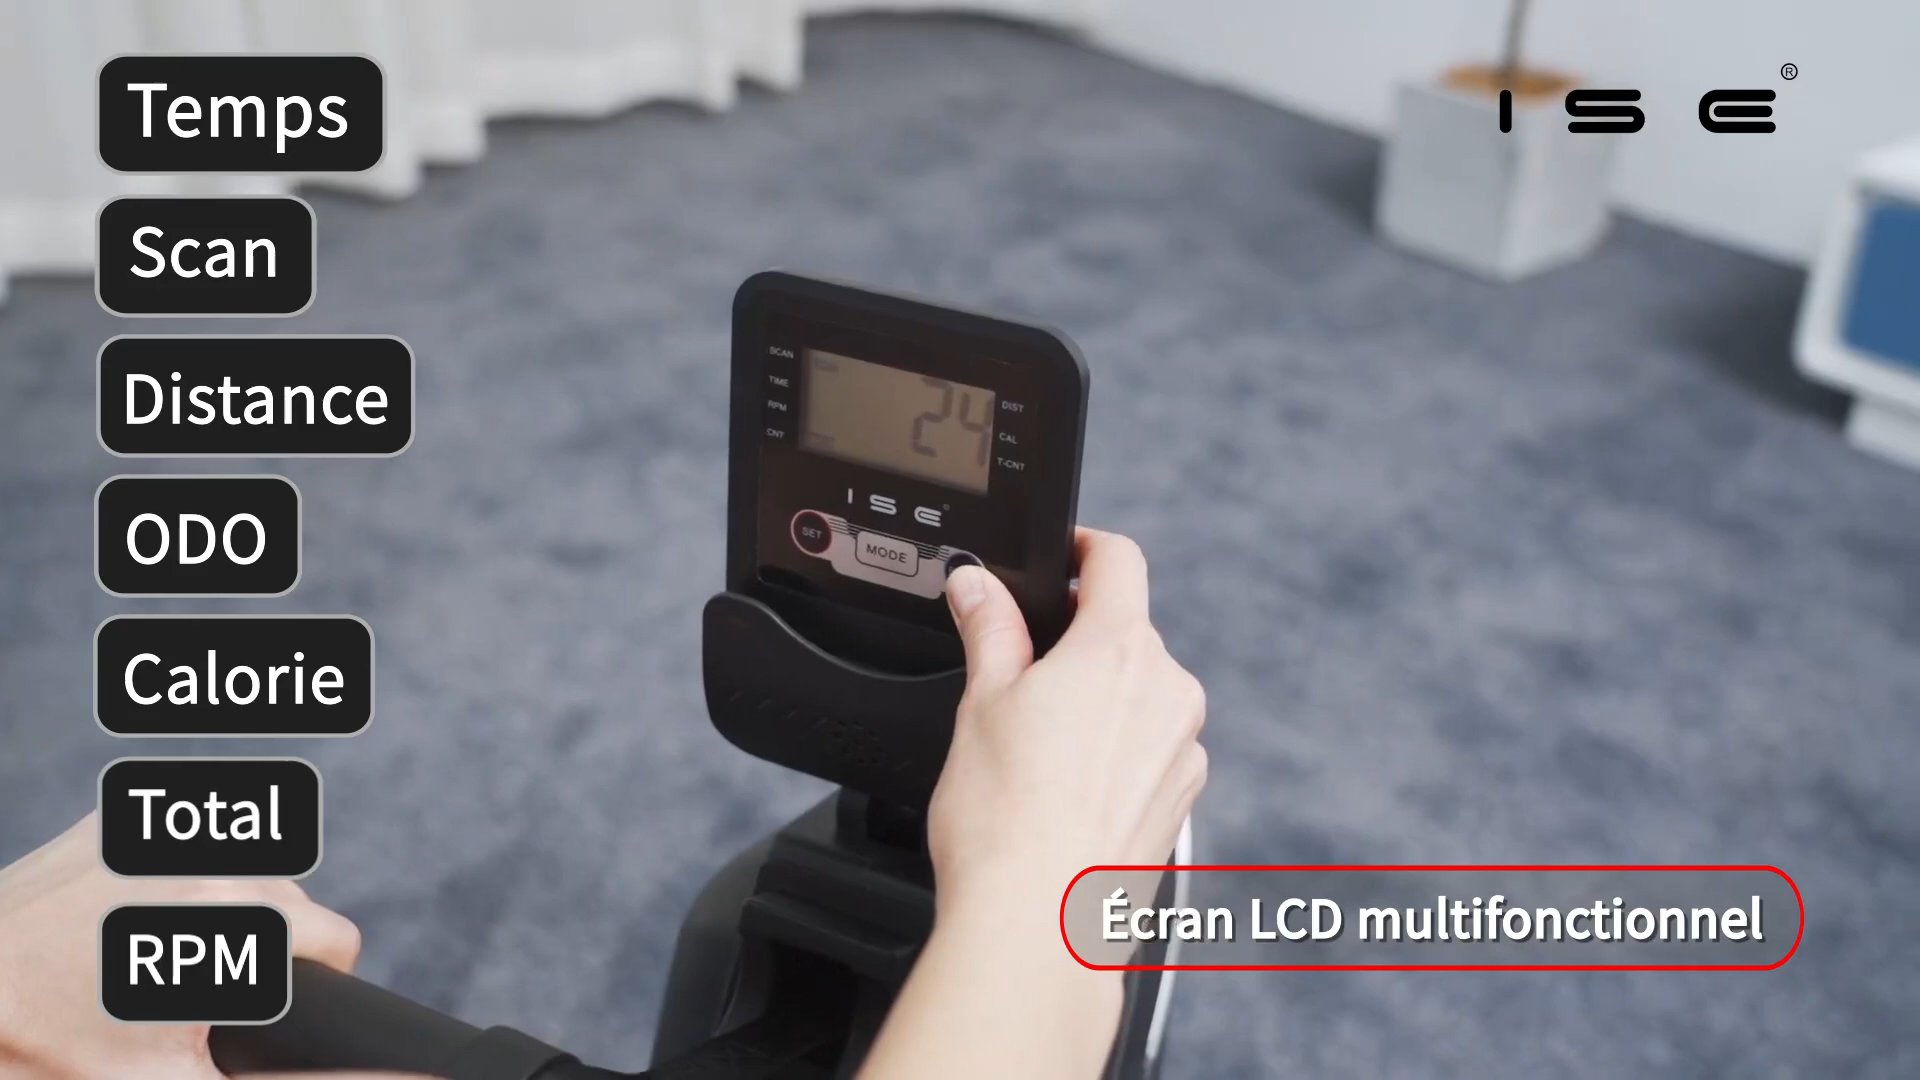 Temps
Scan
Distance
ODO
Calorie
Total
RPM
ISE®
SCAN
TIME
RPM
CNT
24
DIST
CAL
T-CNT
ISE
SET
MODE
Écran LCD multifonctionnel